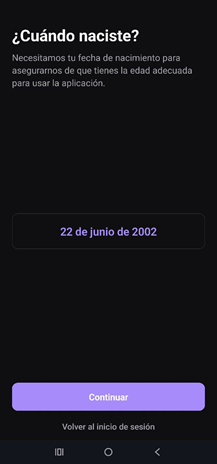 ¿Cuándo naciste?
Necesitamos tu fecha de nacimiento para
asegurarnos de que tienes la edad adecuada
para usar la aplicación.
22 de junio de 2002
Continuar
Volver al inicio de sesión